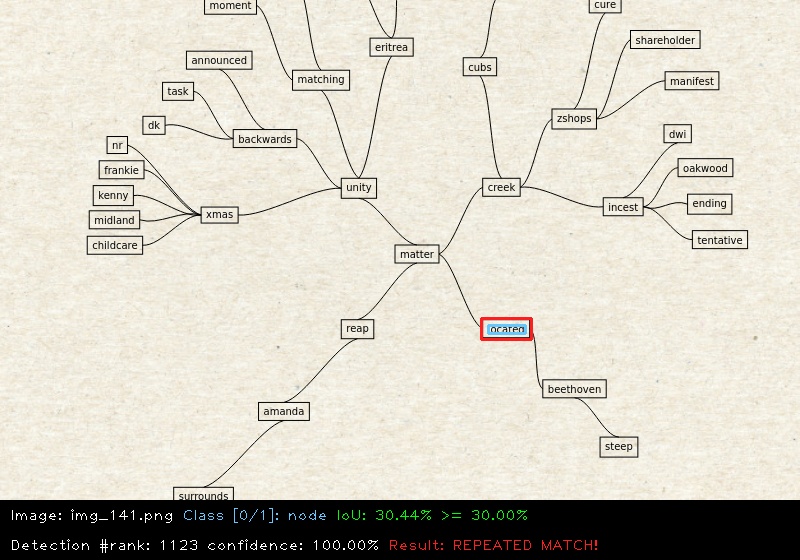 moment
cure
eritrea
shareholder
announced
cubs
matching
manifest
task
zshops
dk
dwi
backwards
nr
frankie
oakwood
unity
creek
kenny
ending
xmas
incest
midland
childcare
tentative
matter
reap
beethoven
amanda
steep
surrounds
Image: img_141.png Class [0/1]: node IoU: 30.44% >= 30.00%
Detection #rank: 1123 confidence: 100.00% Result: REPEATED MATCH!